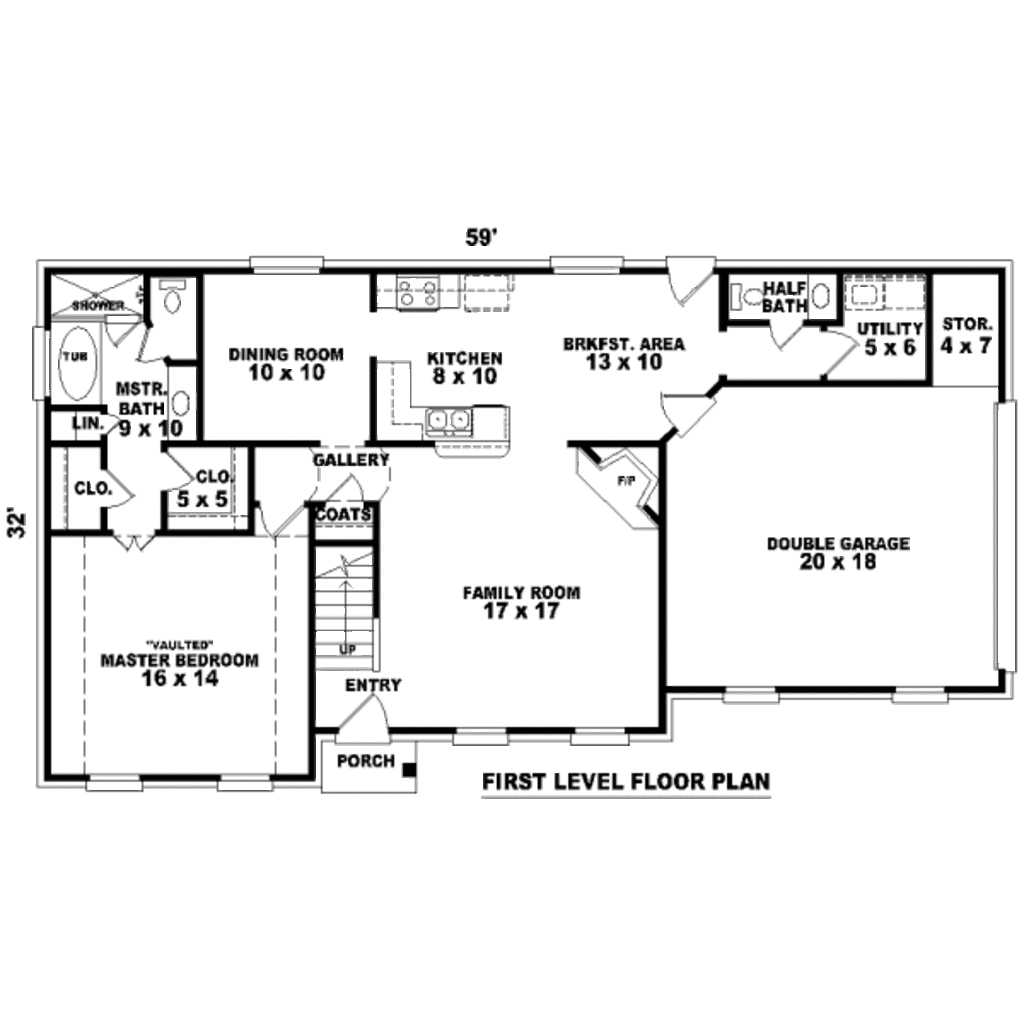 59'
SHOWER
TUB
MSTR.
BATH
9 x 10
LIN.
CLO.
CLO.
5 x 5
DINING ROOM
10 x 10
KITCHEN
8 x 10
BRKFST. AREA
13 x 10
HALF
BATH
UTILITY
5 x 6
STOR.
4 x 7
GALLERY
COATS
F/P
32'
DOUBLE GARAGE
20 x 18
FAMILY ROOM
17 x 17
"VAULTED"
MASTER BEDROOM
16 x 14
UP
ENTRY
PORCH
FIRST LEVEL FLOOR PLAN